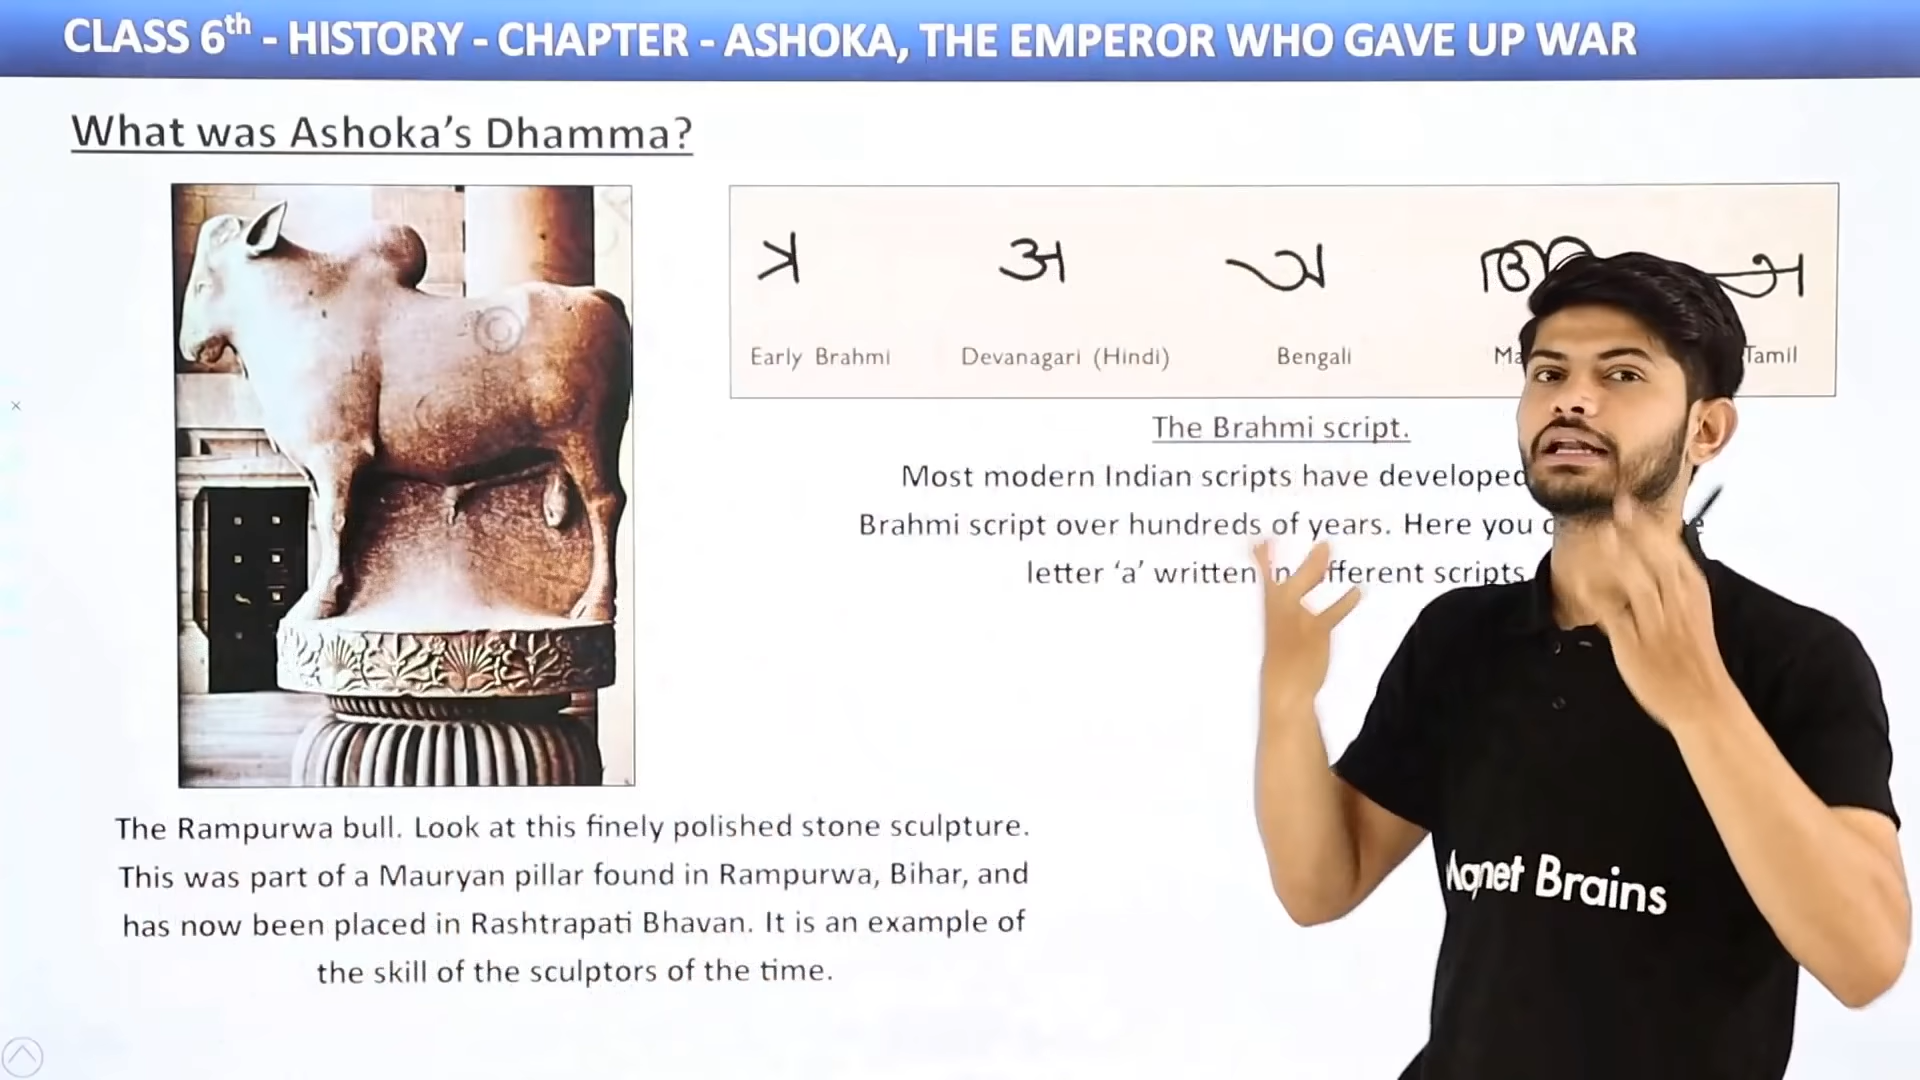 CLASS 6th - HISTORY - CHAPTER - ASHOKA, THE EMPEROR WHO GAVE UP WAR
What was Ashoka's Dhamma?
अ
Early Brahmi Devanagari (Hindi) Bengali Tamil
The Brahmi script.
Most modern Indian scripts have developed
Brahmi script over hundreds of years. Here you
letter ‘a’ written in different scripts
The Rampurwa bull. Look at this finely polished stone sculpture.
This was part of a Mauryan pillar found in Rampurwa, Bihar, and
has now been placed in Rashtrapati Bhavan. It is an example of
the skill of the sculptors of the time.
Magnet Brains